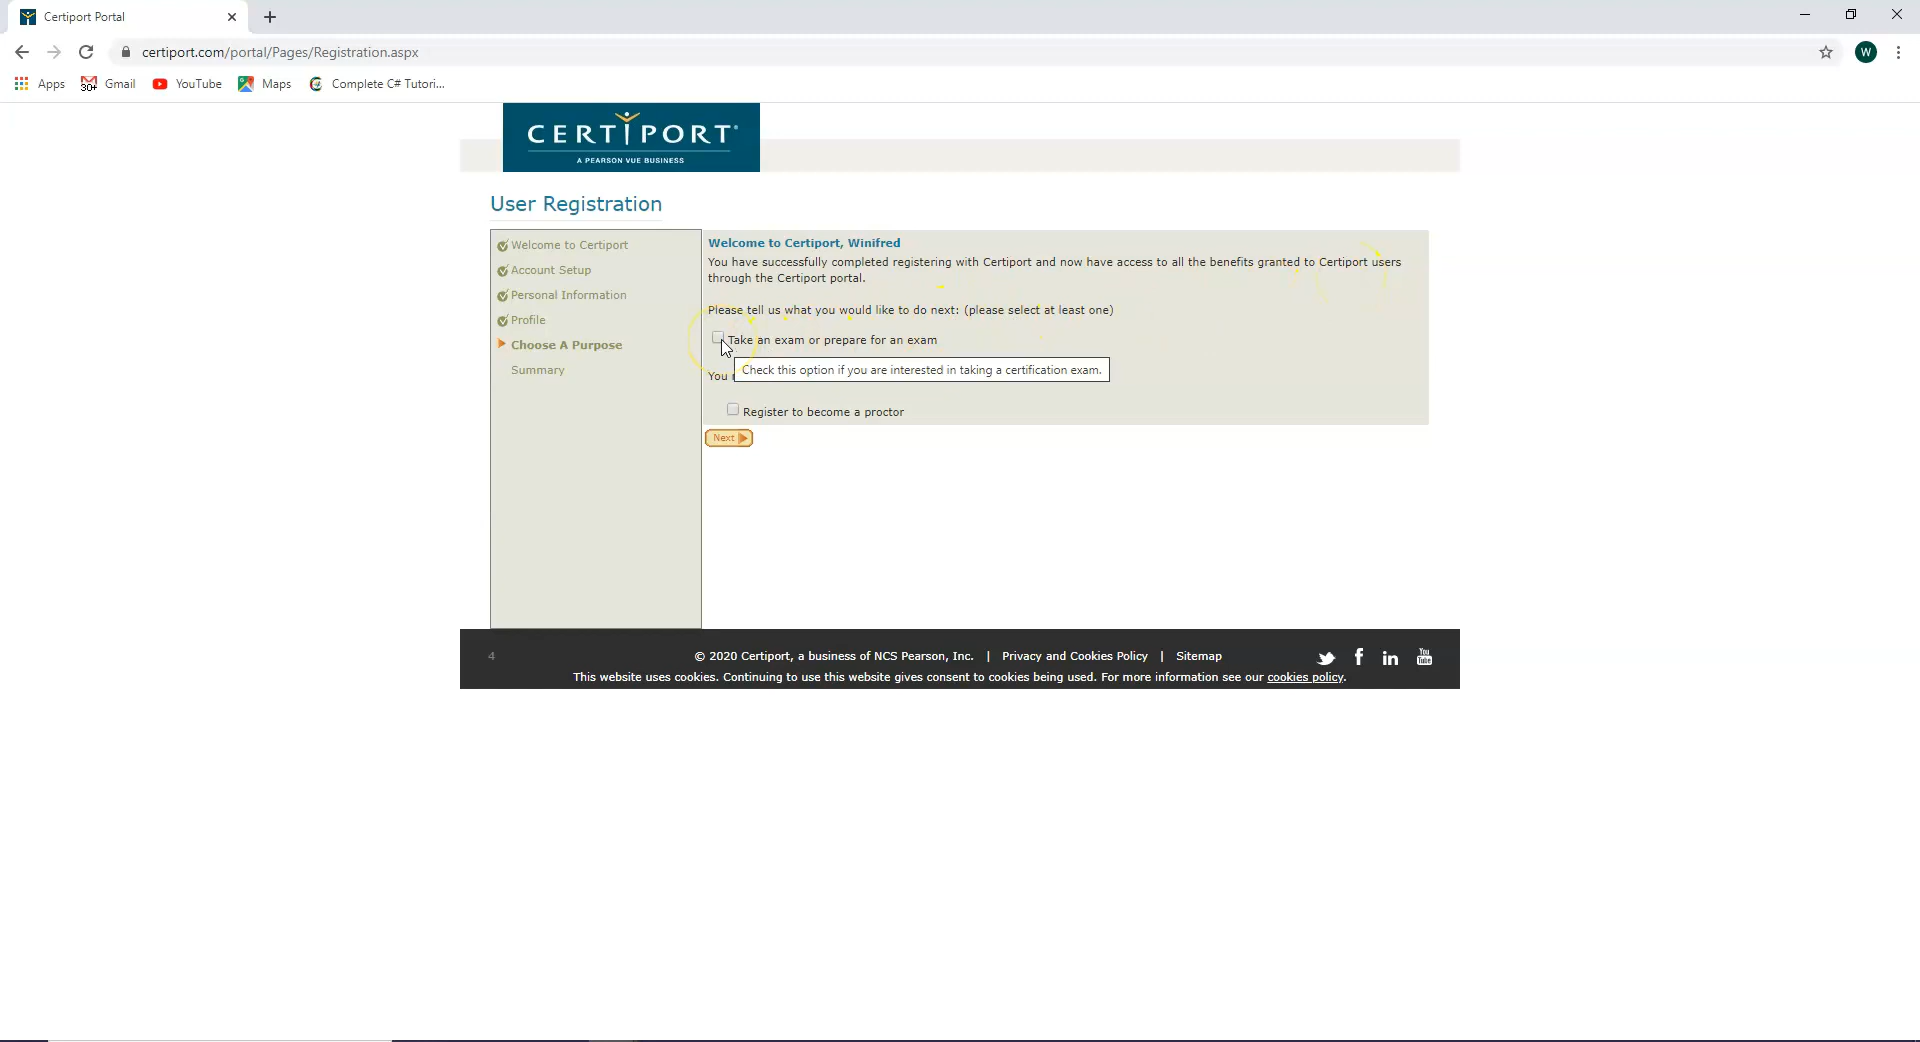 Certiport Portal
certiport.com/portal/Pages/Registration.aspx
W
Apps
30+
Gmail
YouTube
Maps
Complete C# Tutori...
CERTIPORT®
A PEARSON VUE BUSINESS
User Registration
Welcome to Certiport
Account Setup
Personal Information
Profile
Choose A Purpose
Summary
Welcome to Certiport, Winifred
You have successfully completed registering with Certiport and now have access to all the benefits granted to Certiport users
through the Certiport portal.
Please tell us what you would like to do next: (please select at least one)
Take an exam or prepare for an exam
Check this option if you are interested in taking a certification exam.
You
Register to become a proctor
Next
4
© 2020 Certiport, a business of NCS Pearson, Inc. | Privacy and Cookies Policy | Sitemap
You Tube
This website uses cookies. Continuing to use this website gives consent to cookies being used. For more information see our cookies policy.